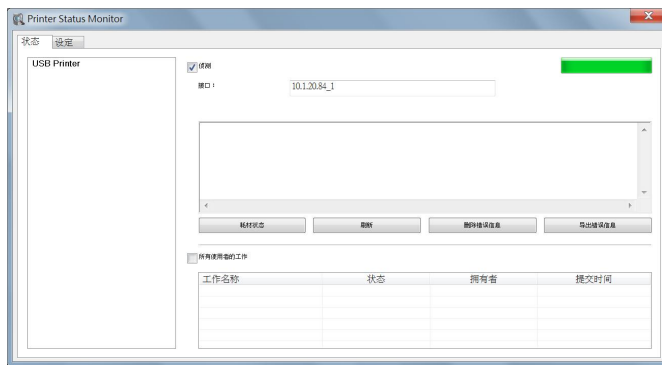 Printer Status Monitor
状态 设定
USB Printer
侦测
接口：
10.1.20.84_1
耗材状态 刷新 删除错误信息 导出错误信息
所有使用者的工作
工作名称 状态 拥有者 提交时间